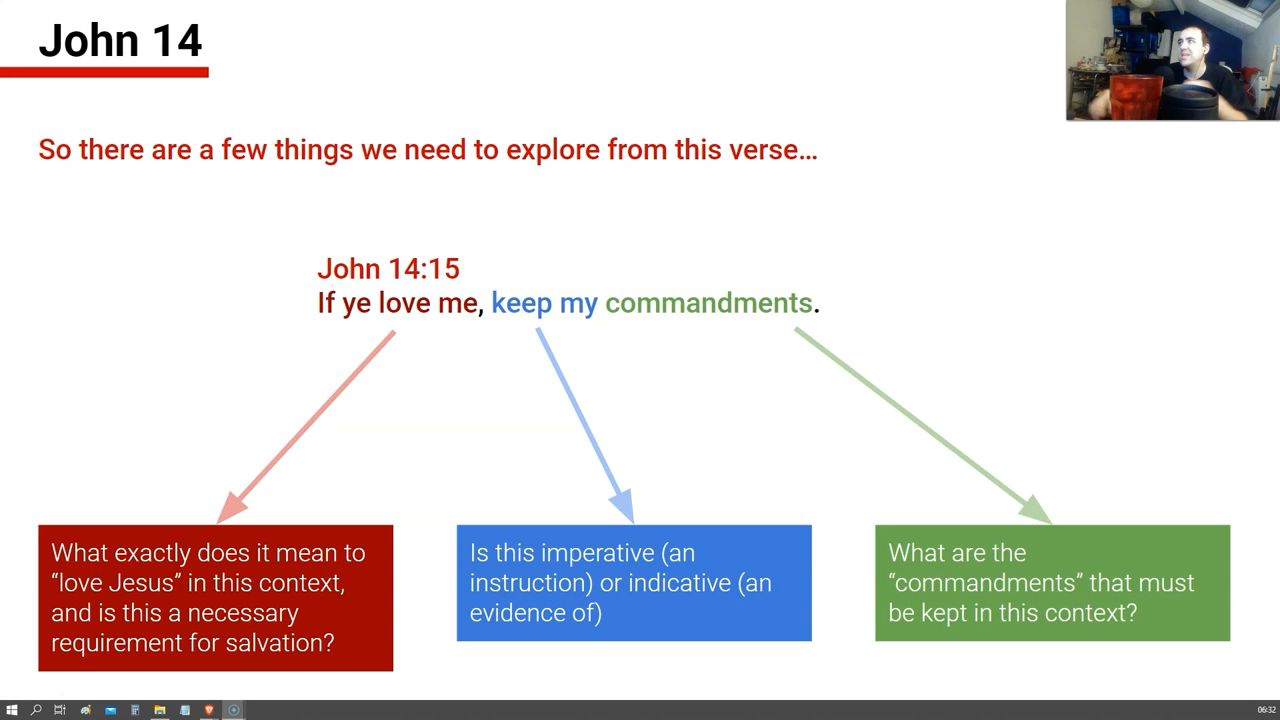 John 14
So there are a few things we need to explore from this verse…
John 14:15
If ye love me, keep my commandments.
What exactly does it mean to
“love Jesus” in this context,
and is this a necessary
requirement for salvation?
Is this imperative (an
instruction) or indicative (an
evidence of)
What are the
“commandments” that must
be kept in this context?
06:32